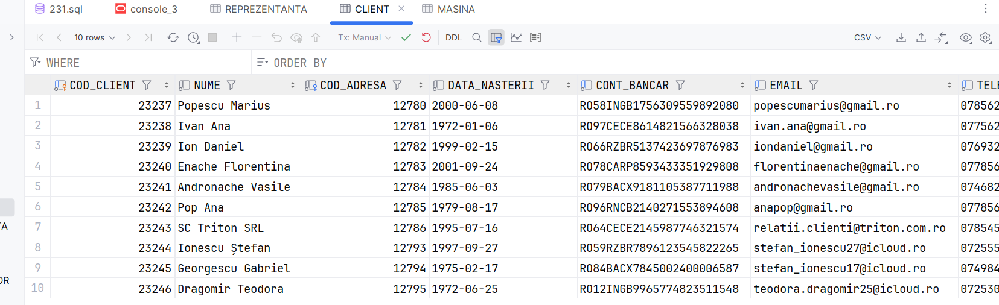 231.sql console_3 REPREZENTANTA CLIENT MASINA
10 rows Tx: Manual DDL CSV
WHERE ORDER BY
COD_CLIENT NUME COD_ADRESA DATA_NASTERII CONT_BANCAR EMAIL TELE
1 23237 Popescu Marius 12780 2000-06-08 RO58INGB1756309559892080 popescumarius@gmail.ro 078562
2 23238 Ivan Ana 12781 1972-01-06 RO97CECE8614821566328038 ivan.ana@gmail.ro 077562
3 23239 Ion Daniel 12782 1999-02-15 RO66RZBR5137423697876983 iondaniel@gmail.ro 076932
4 23240 Enache Florentina 12783 2001-09-24 RO78CARP8593433351929808 florentinaenache@gmail.ro 077856
5 23241 Andronache Vasile 12784 1985-06-03 RO79BACX9181105387711988 andronachevasile@gmail.ro 074682
6 23242 Pop Ana 12785 1979-08-17 RO96RNCB2140271553894608 anapop@gmail.ro 077856
7 23243 SC Triton SRL 12786 1995-07-16 RO64CECE2145987746321574 relatii.clienti@triton.com.ro 078545
8 23244 Ionescu Ștefan 12793 1997-09-27 RO59RZBR7896123545822265 stefan_ionescu27@icloud.ro 072555
9 23245 Georgescu Gabriel 12794 1975-02-17 RO84BACX7845002400006587 stefan_ionescu17@icloud.ro 074984
10 23246 Dragomir Teodora 12795 1972-06-25 RO12INGB9965774823511548 teodora.dragomir25@icloud.ro 072530
TA
OR